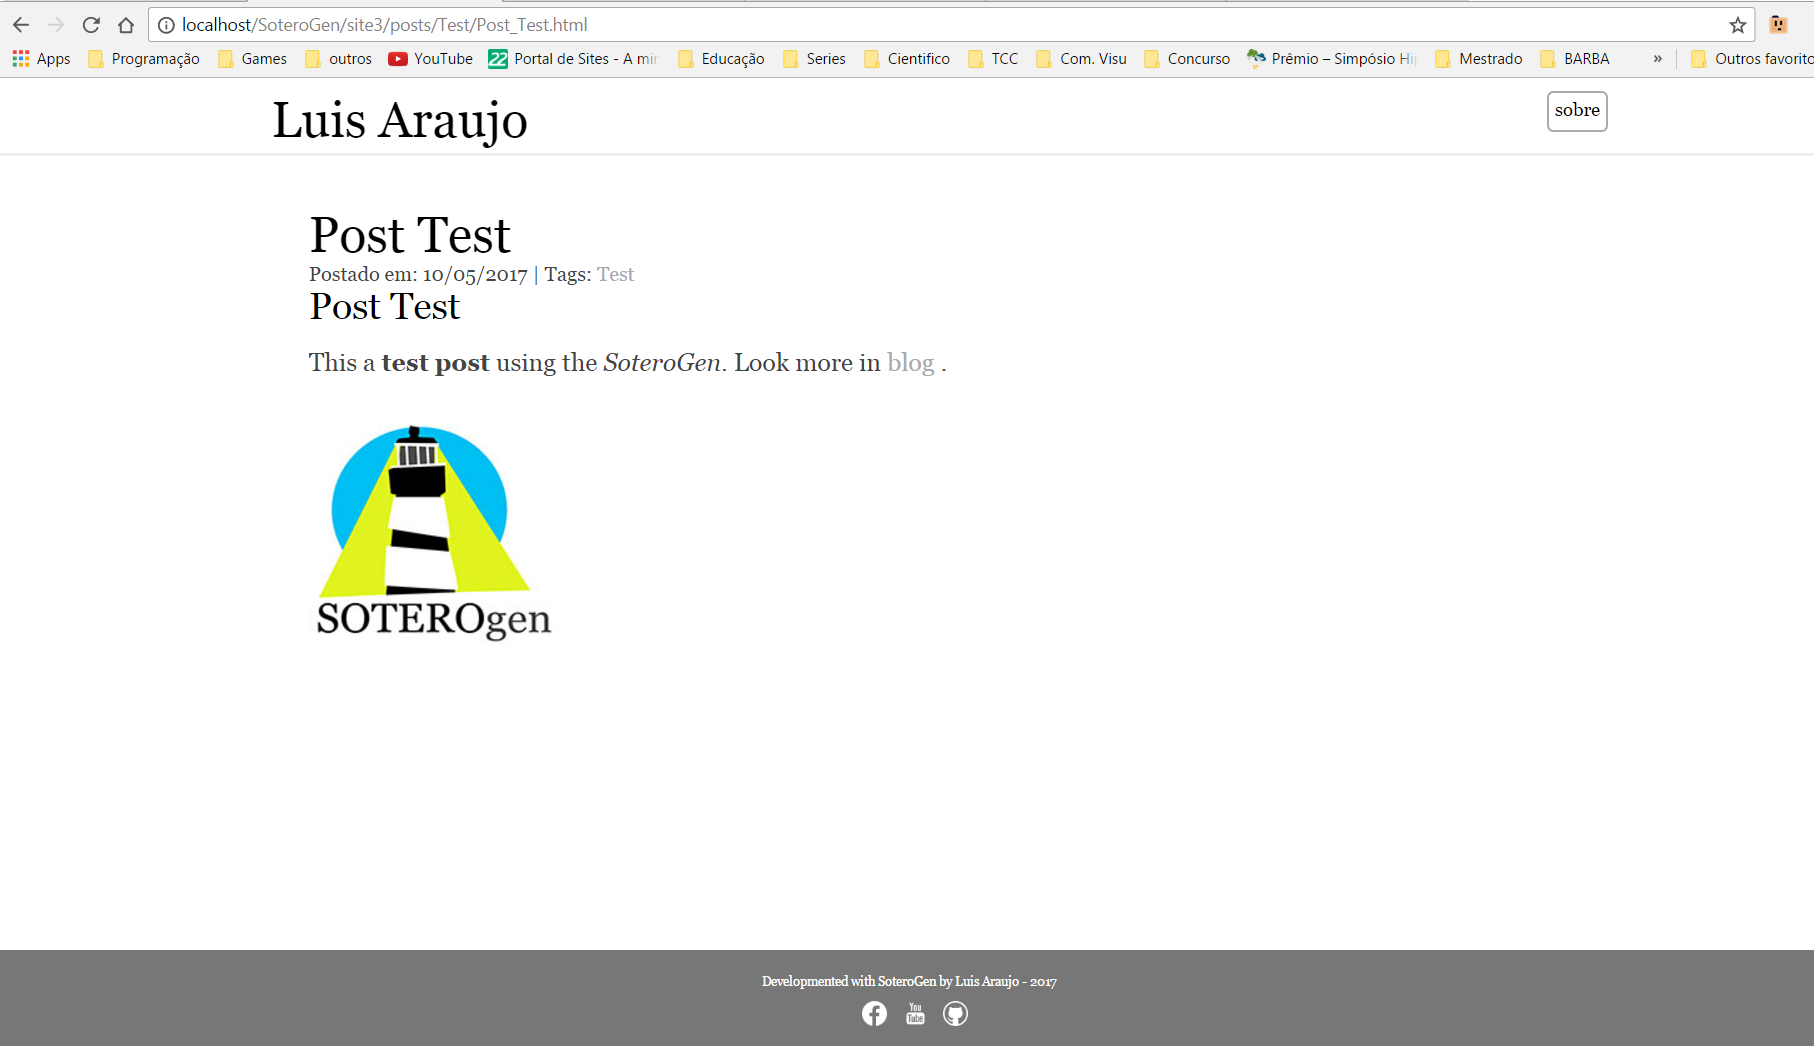 localhost/SoteroGen/site3/posts/Test/Post_Test.html
Apps Programação Games outros YouTube Portal de Sites - A Educação Series Cientifico TCC Com. Visu Concurso Prêmio – Simpósio Mestrado BARBA » Outros
Luis Araujo
sobre
Post Test
Postado em: 10/05/2017 | Tags: Test
Post Test
This a test post using the SoteroGen. Look more in blog .
SOTEROgen
Developmented with SoteroGen by Luis Araujo - 2017
You
Tube